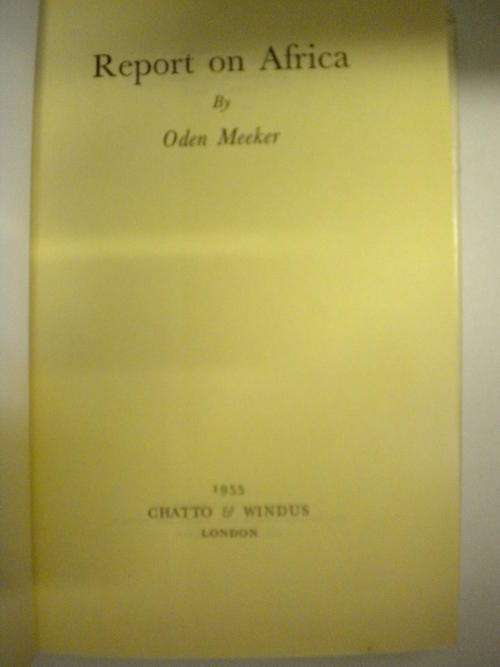 Report on Africa
By
Oden Meeker
1955
CHATTO & WINDUS
LONDON